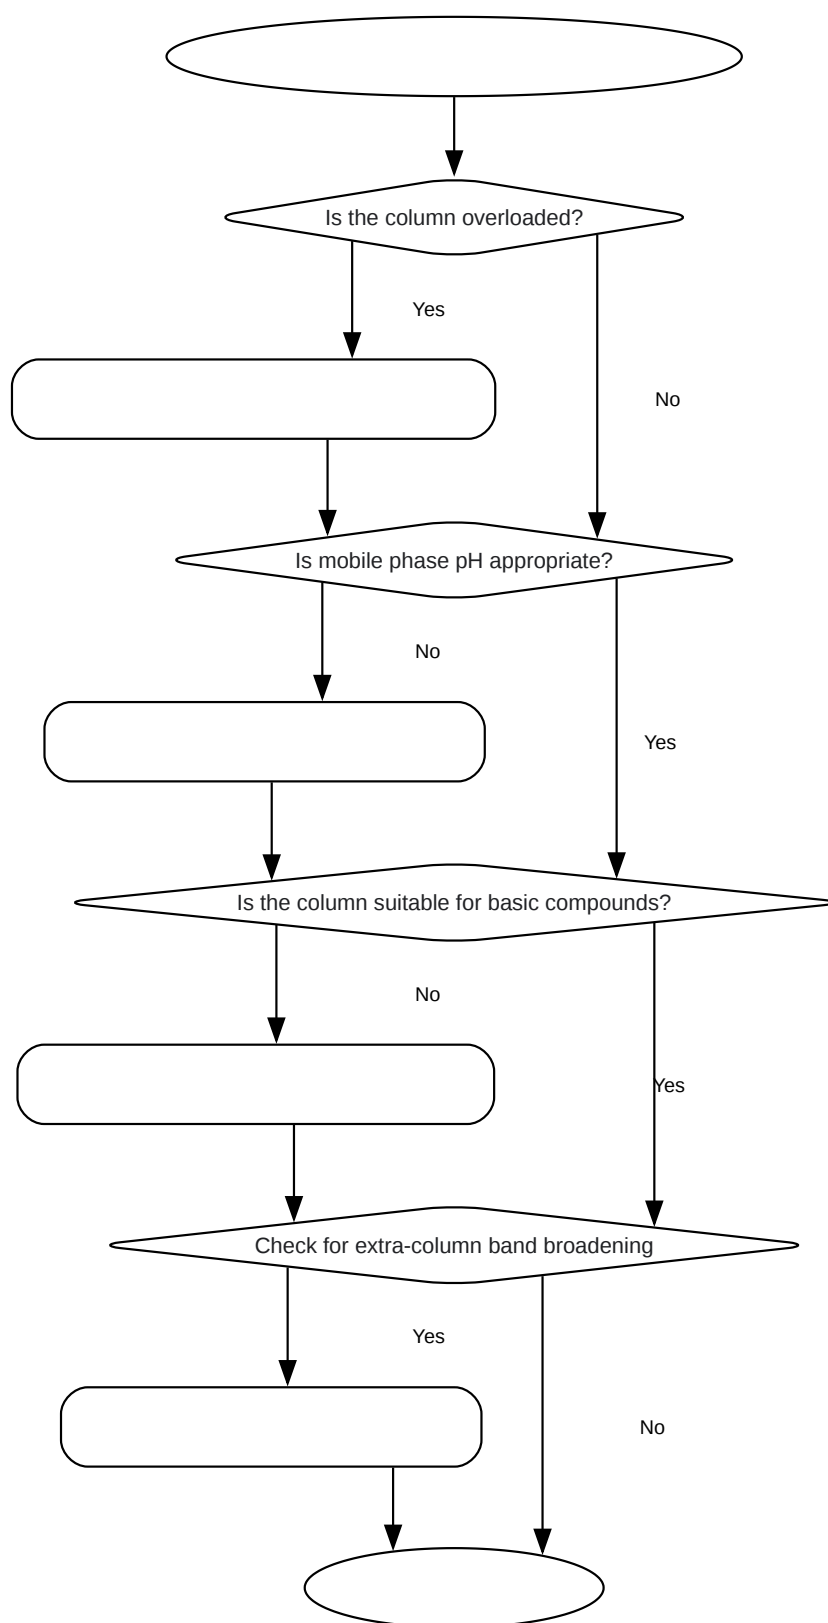 Is the column overloaded?
Yes
No
Is mobile phase pH appropriate?
No
Yes
Is the column suitable for basic compounds?
No
Yes
Check for extra-column band broadening
Yes
No